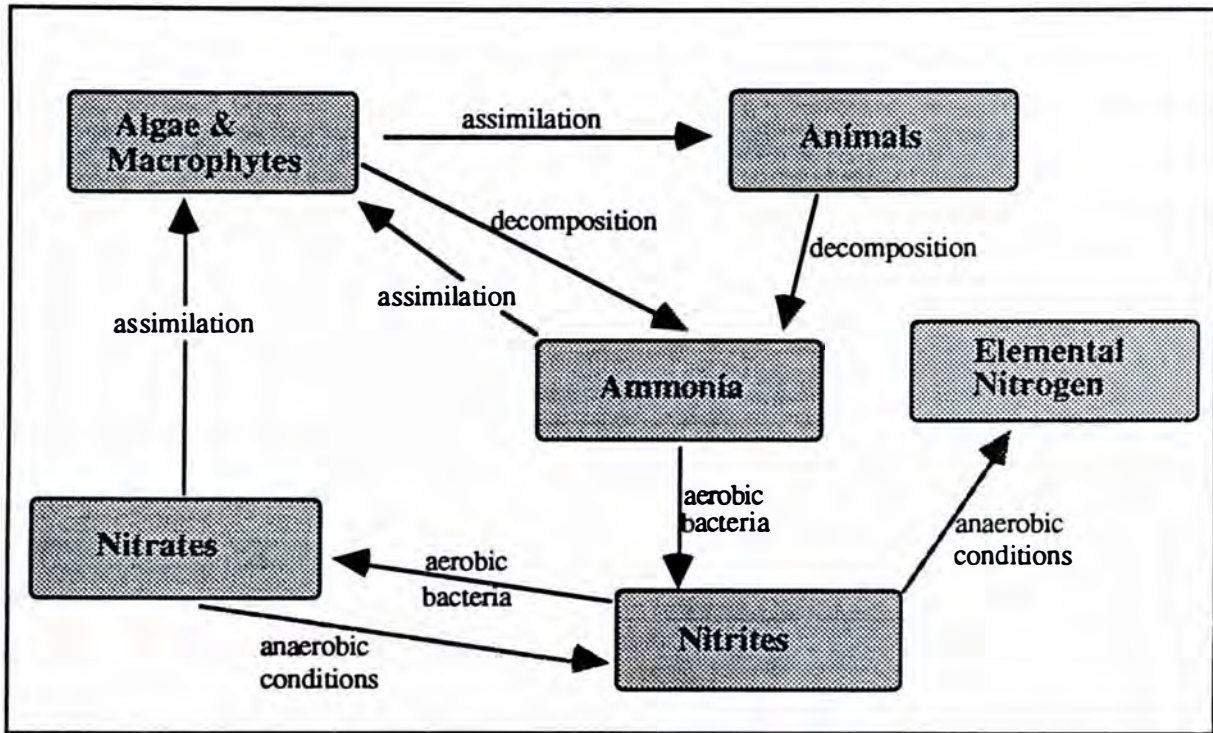 Algae &
Macrophytes
assimilation
Animals
decomposition
decomposition
assimilation
assimilation
Ammonia
Elemental
Nitrogen
aerobic
bacteria
anaerobic
conditions
Nitrates
aerobic
bacteria
Nitrites
anaerobic
conditions